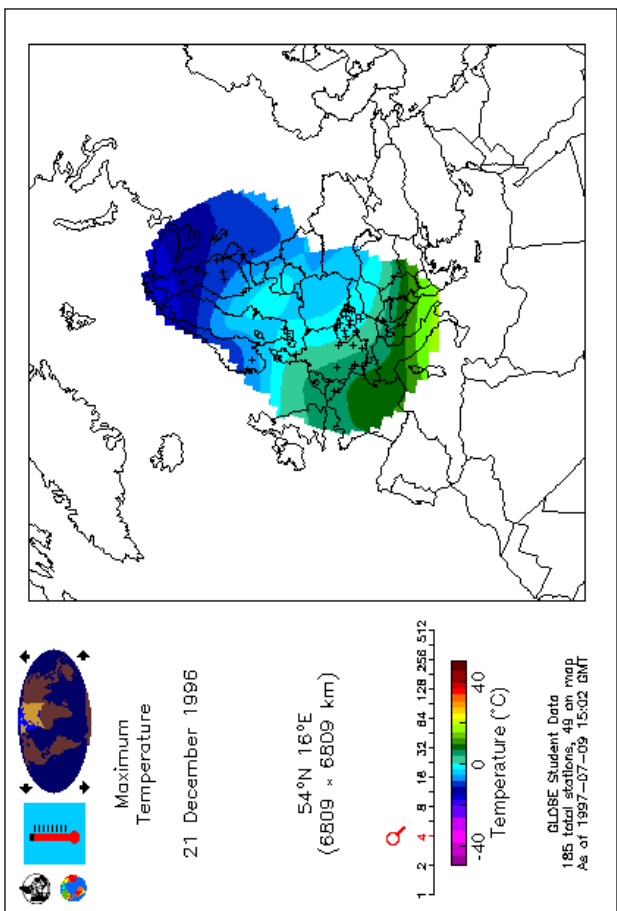 Maximum
Temperature
21 December 1996
54°N 16°E
(6809 × 6809 km)
1 2 4 8 16 32 64 128 256 512
-40 0 40
Temperature (°C)
GLOBE Student Data
185 total stations, 49 on map
As of 1997-07-09 15:02 GMT